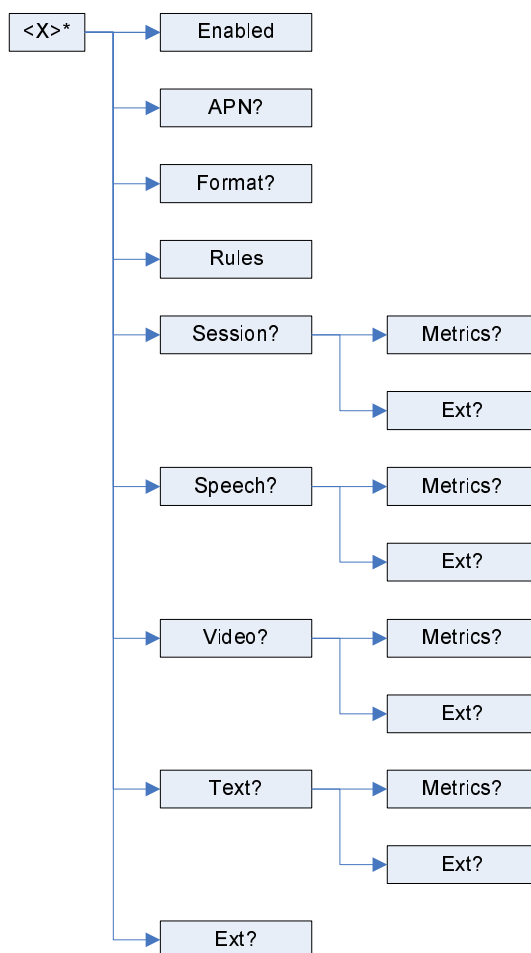 <X>*
Enabled
APN?
Format?
Rules
Session?
Metrics?
Ext?
Speech?
Metrics?
Ext?
Video?
Metrics?
Ext?
Text?
Metrics?
Ext?
Ext?